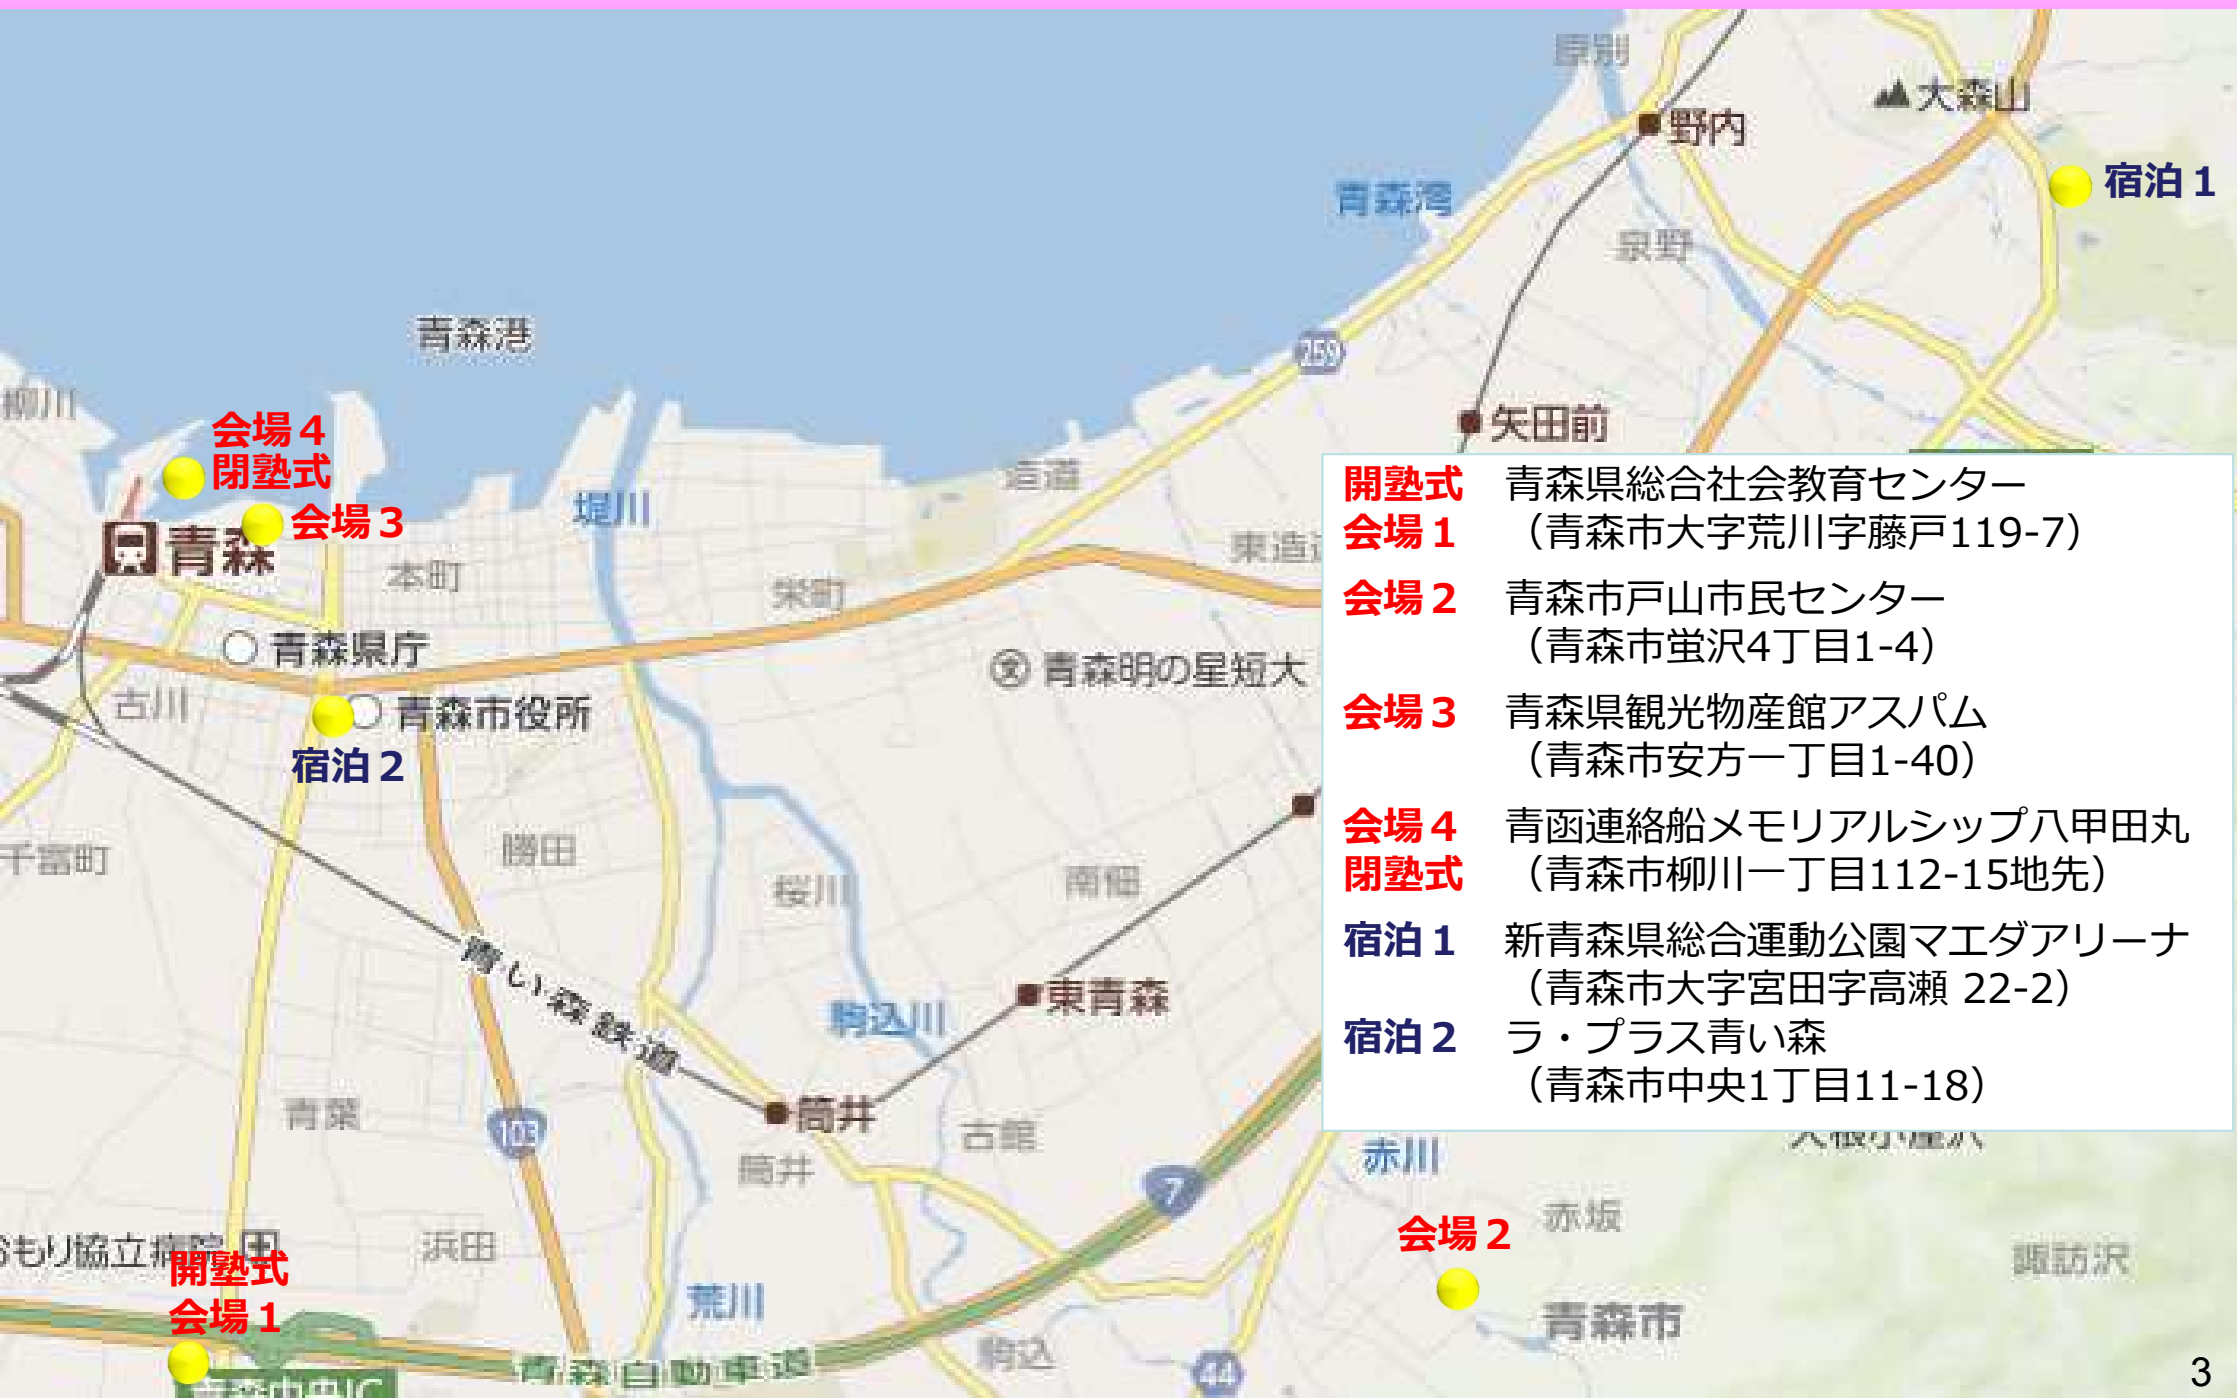 原別
大森山
野内
宿泊１
青森湾
泉野
青森港
259
柳川
会場４
閉塾式
矢田前
造道
堀川
会場３
青森
本町
栄町
青森県庁
青森明の星短大
古川
青森市役所
宿泊２
千富町
勝田
桜川
南佃
青い森鉄道
東青森
駒込川
青葉
103
筒井
古館
筒井
7
浜田
開塾式
会場１
荒川
青森自動車道
青森中央IC
駒込
44
開塾式 青森県総合社会教育センター
会場１ （青森市大字荒川字藤戸119-7）
会場２ 青森市戸山市民センター
（青森市蛍沢4丁目1-4）
会場３ 青森県観光物産館アスパム
（青森市安方一丁目1-40）
会場４ 青函連絡船メモリアルシップ八甲田丸
閉塾式 （青森市柳川一丁目112-15地先）
宿泊１ 新青森県総合運動公園マエダアリーナ
（青森市大字宮田字高瀬 22-2）
宿泊２ ラ・プラス青い森
（青森市中央1丁目11-18）
赤川
会場２
赤坂
諏訪沢
青森市
3